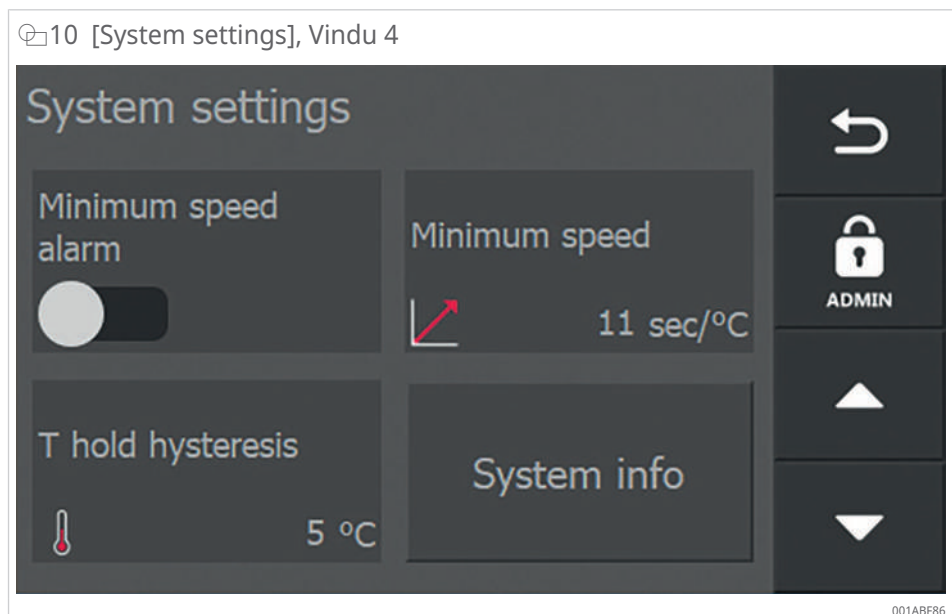 10 [System settings], Vindu 4
System settings
Minimum speed
alarm
Minimum speed
11 sec/°C
ADMIN
T hold hysteresis
5 °C
System info
001ABF86